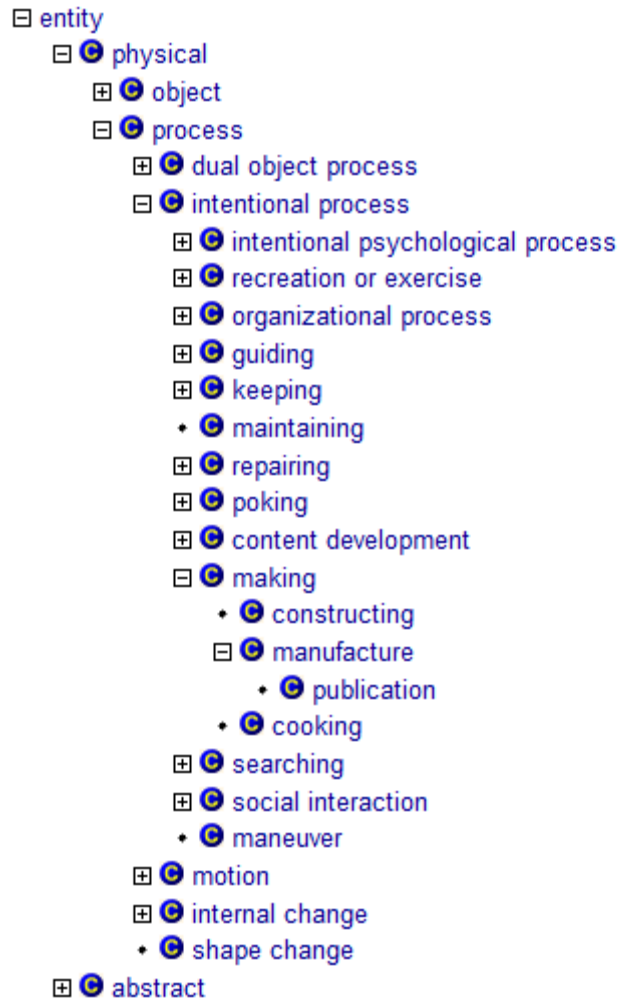 entity
physical
object
process
dual object process
intentional process
intentional psychological process
recreation or exercise
organizational process
guiding
keeping
maintaining
repairing
poking
content development
making
constructing
manufacture
publication
cooking
searching
social interaction
maneuver
motion
internal change
shape change
abstract